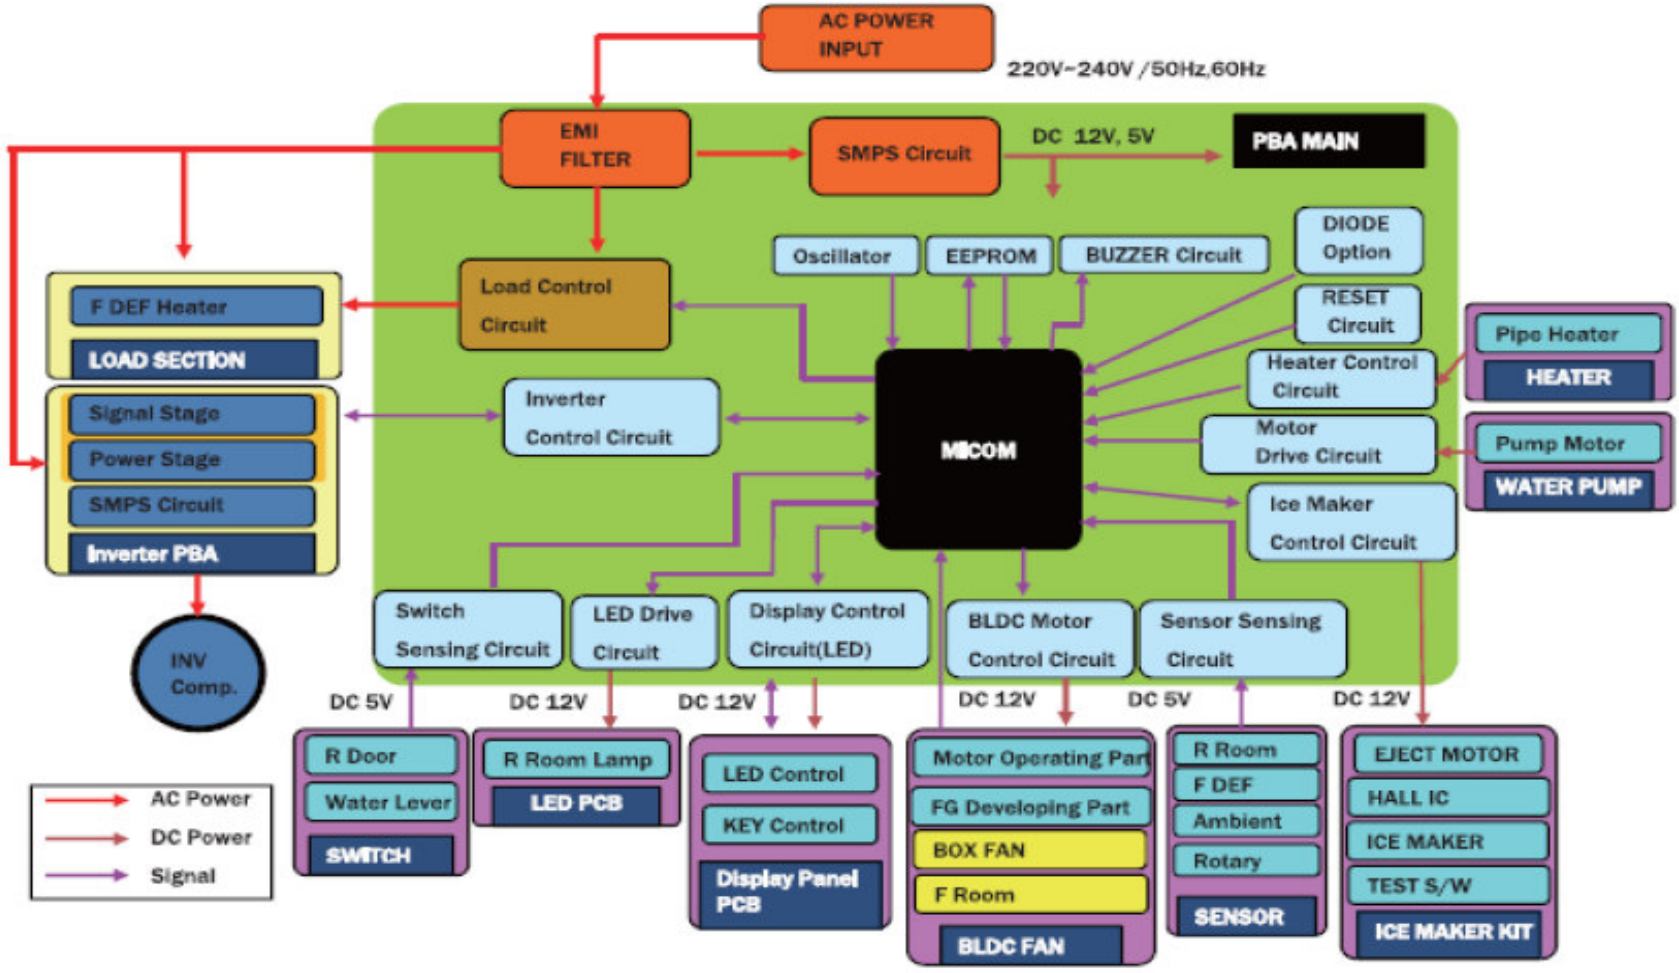 AC POWER
INPUT
220V~240V /50Hz,60Hz
EMI
FILTER
SMPS Circuit
DC 12V, 5V
PBA MAIN
Oscillator
EEPROM
BUZZER Circuit
DIODE
Option
RESET
Circuit
Load Control
Circuit
F DEF Heater
LOAD SECTION
Signal Stage
Power Stage
SMPS Circuit
Inverter PBA
INV
Comp.
Inverter
Control Circuit
MICOM
Heater Control
Circuit
Motor
Drive Circuit
Ice Maker
Control Circuit
Pipe Heater
HEATER
Pump Motor
WATER PUMP
Switch
Sensing Circuit
LED Drive
Circuit
Display Control
Circuit(LED)
BLDC Motor
Control Circuit
Sensor Sensing
Circuit
DC 5V
DC 12V
DC 12V
DC 12V
DC 5V
DC 12V
R Door
Water Lever
SWITCH
R Room Lamp
LED PCB
LED Control
KEY Control
Display Panel
PCB
Motor Operating Part
FG Developing Part
BOX FAN
F Room
BLDC FAN
R Room
F DEF
Ambient
Rotary
SENSOR
EJECT MOTOR
HALL IC
ICE MAKER
TEST S/W
ICE MAKER KIT
AC Power
DC Power
Signal